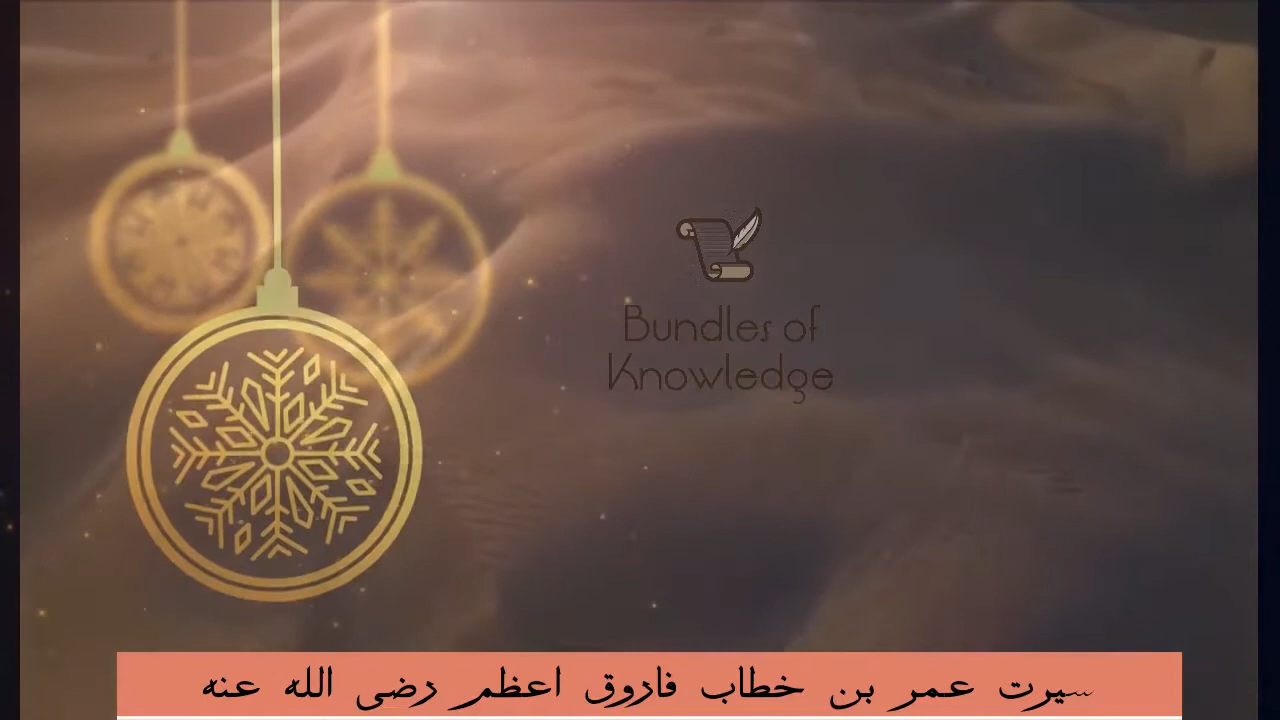 Bundles of
Knowledge
سیرت عمر بن خطاب فاروق اعظم رضی اللہ عنہ